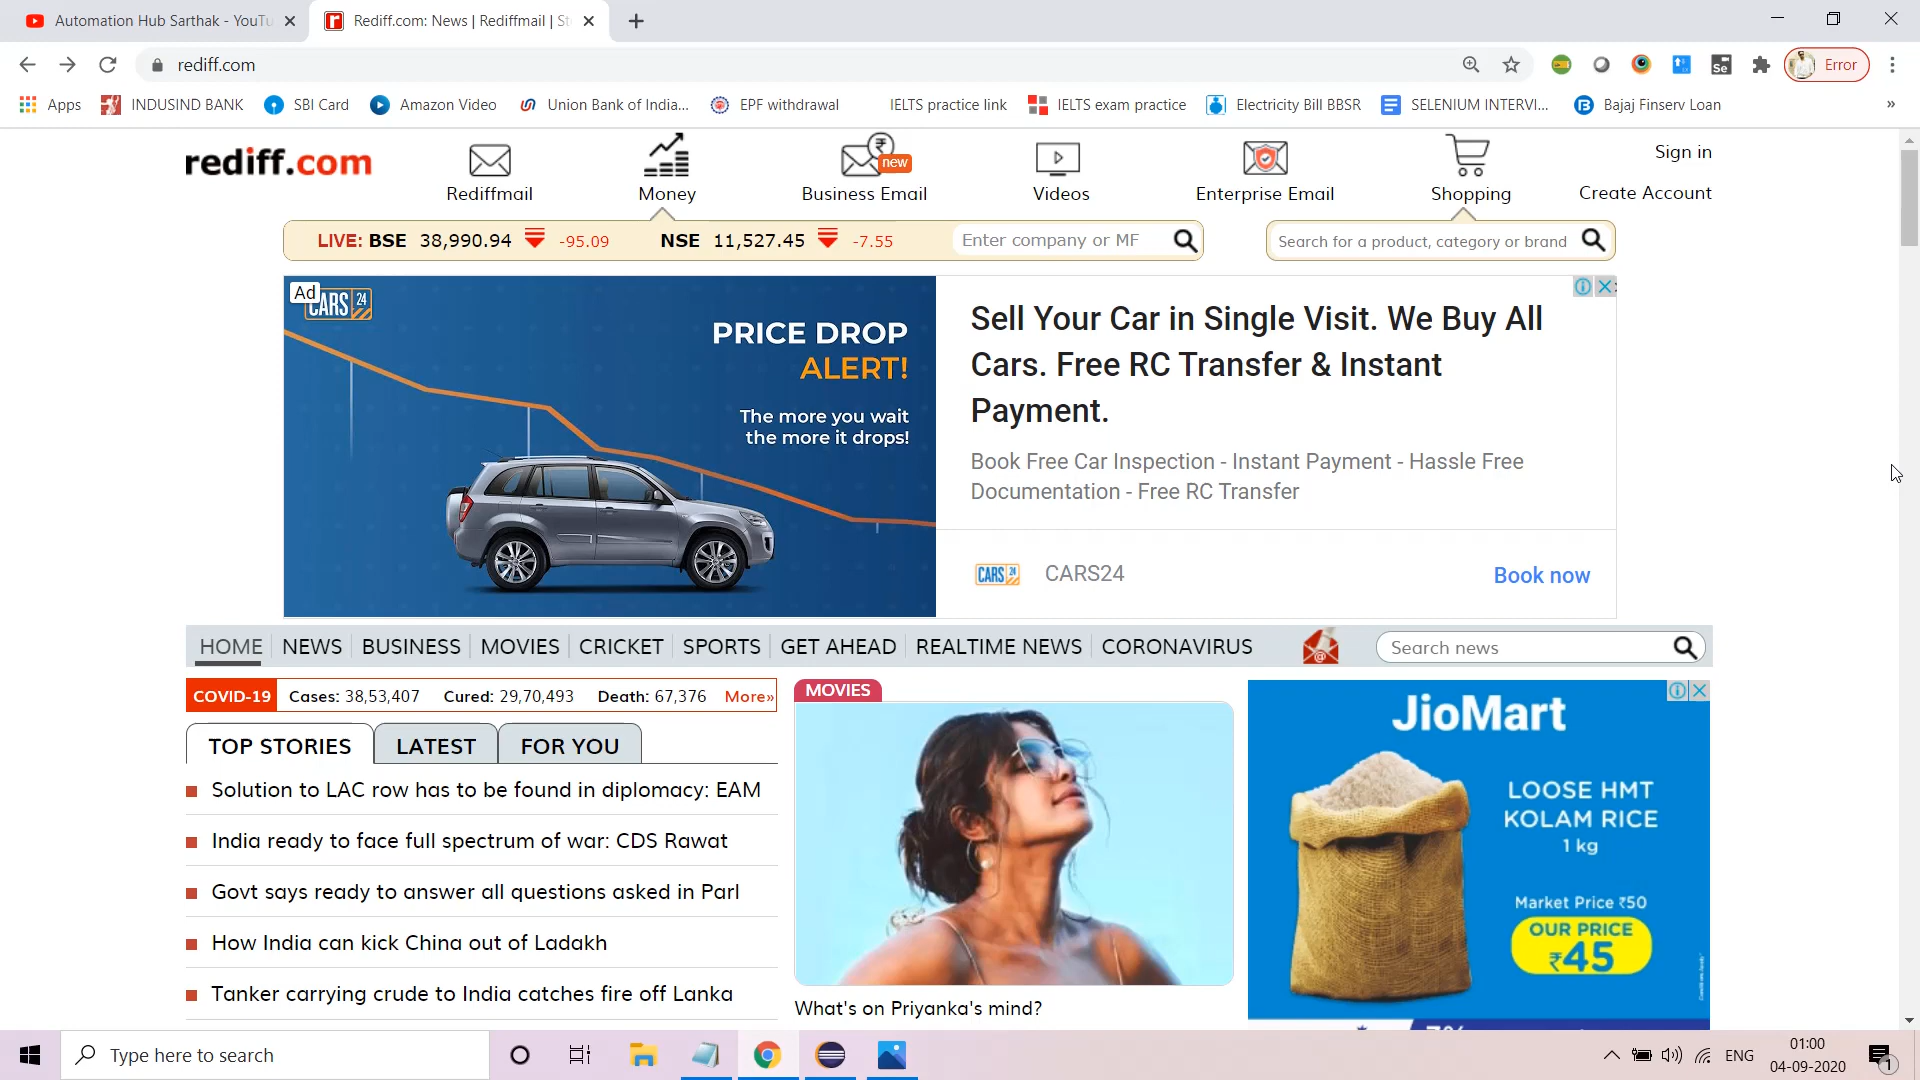 Automation Hub Sarthak - YouTu
Rediff.com: News | Rediffmail | St
rediff.com
Error
Apps
INDUSIND BANK
SBI Card
Amazon Video
Union Bank of India...
EPF withdrawal
IELTS practice link
IELTS exam practice
Electricity Bill BBSR
SELENIUM INTERVI...
Bajaj Finserv Loan
»
rediff.com
Rediffmail
Money
new
Business Email
Videos
Enterprise Email
Shopping
Sign in
Create Account
LIVE: BSE 38,990.94 -95.09 NSE 11,527.45 -7.55
Enter company or MF
Search for a product, category or brand
Ad
CARS 24
PRICE DROP
ALERT!
The more you wait
the more it drops!
Sell Your Car in Single Visit. We Buy All
Cars. Free RC Transfer & Instant
Payment.
Book Free Car Inspection - Instant Payment - Hassle Free
Documentation - Free RC Transfer
CARS 24
CARS24
Book now
HOME NEWS BUSINESS MOVIES CRICKET SPORTS GET AHEAD REALTIME NEWS CORONAVIRUS
Search news
COVID-19 Cases: 38,53,407 Cured: 29,70,493 Death: 67,376 More»
TOP STORIES LATEST FOR YOU
Solution to LAC row has to be found in diplomacy: EAM
India ready to face full spectrum of war: CDS Rawat
Govt says ready to answer all questions asked in Parl
How India can kick China out of Ladakh
Tanker carrying crude to India catches fire off Lanka
MOVIES
What's on Priyanka's mind?
JioMart
LOOSE HMT
KOLAM RICE
1 kg
Market Price ₹50
OUR PRICE
₹45
Type here to search
ENG
01:00
04-09-2020
1